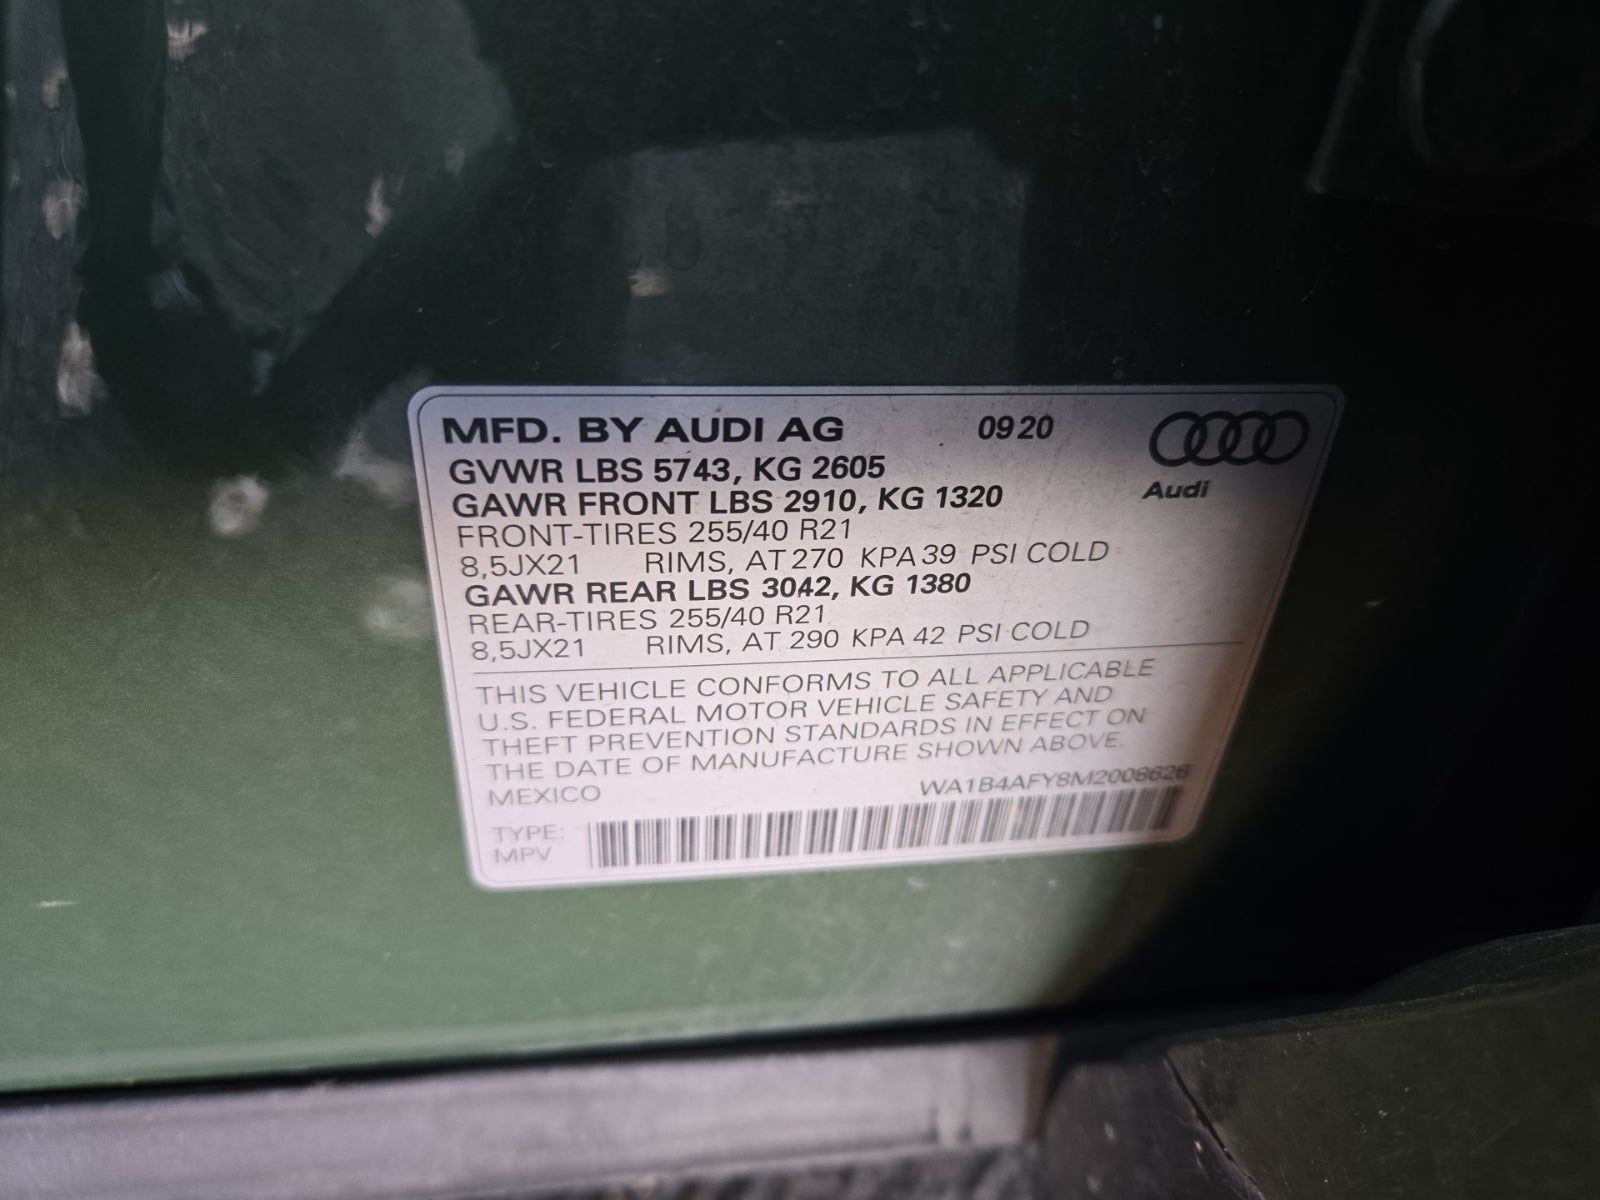 MFD. BY AUDI AG 09 20
GVWR LBS 5743, KG 2605
Audi
GAWR FRONT LBS 2910, KG 1320
FRONT-TIRES 255/40 R21
8,5JX21 RIMS, AT 270 KPA 39 PSI COLD
GAWR REAR LBS 3042, KG 1380
REAR-TIRES 255/40 R21
8,5JX21 RIMS, AT 290 KPA 42 PSI COLD
THIS VEHICLE CONFORMS TO ALL APPLICABLE
U.S. FEDERAL MOTOR VEHICLE SAFETY AND
THEFT PREVENTION STANDARDS IN EFFECT ON
THE DATE OF MANUFACTURE SHOWN ABOVE.
MEXICO WA1B4AFY8M2008626
TYPE:
MPV